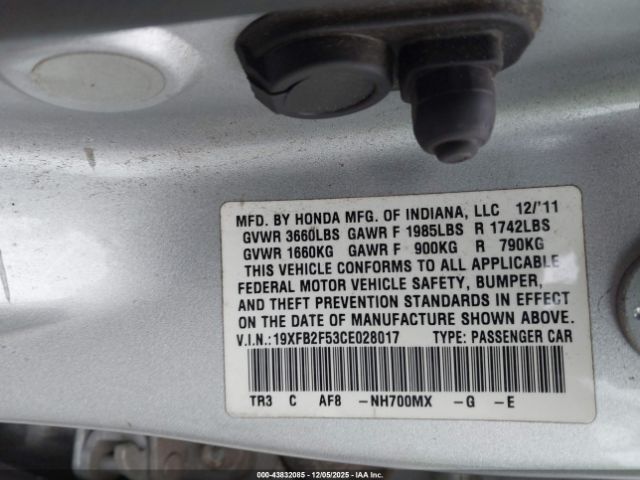 MFD. BY HONDA MFG. OF INDIANA, LLC 12/'11
GVWR 3660LBS GAWR F 1985LBS R 1742LBS
GVWR 1660KG GAWR F 900KG R 790KG
THIS VEHICLE CONFORMS TO ALL APPLICABLE
FEDERAL MOTOR VEHICLE SAFETY, BUMPER,
AND THEFT PREVENTION STANDARDS IN EFFECT
ON THE DATE OF MANUFACTURE SHOWN ABOVE.
V.I.N.: 19XFB2F53CE028017 TYPE: PASSENGER CAR
TR3 C AF8 -NH700MX -G -E
000-43832085 - 12/05/2025 - IAA Inc.